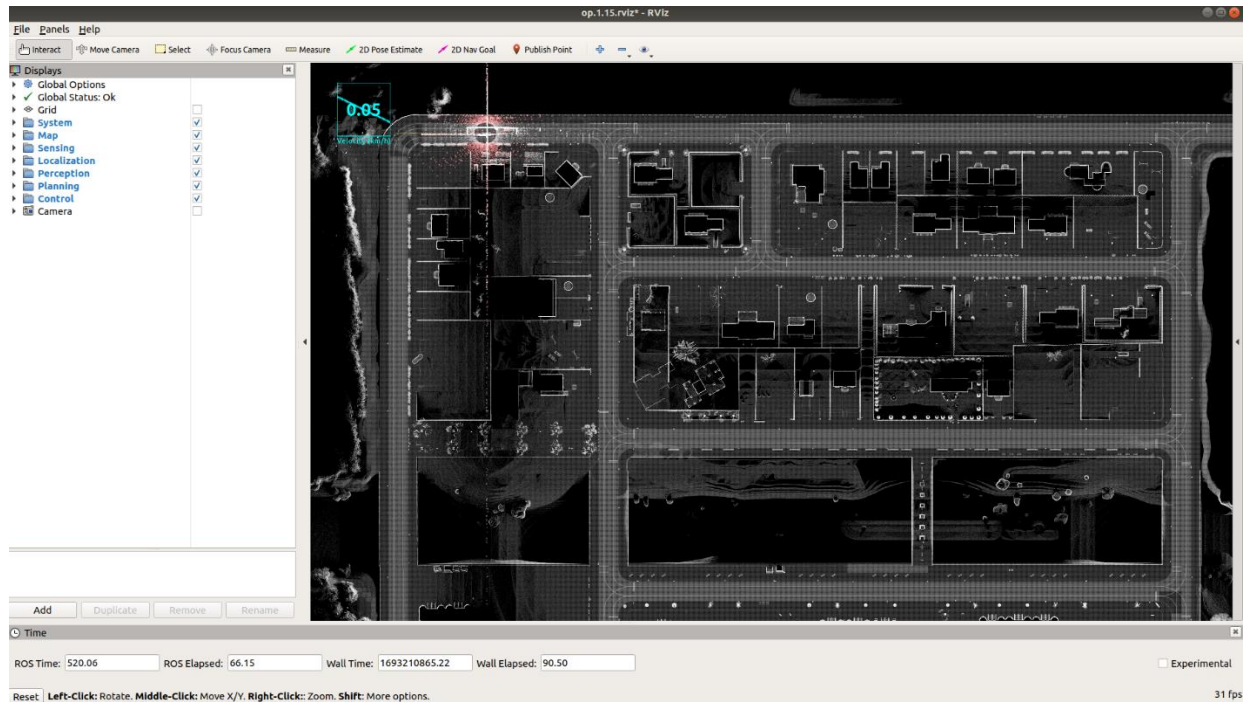 op.1.15.rviz* - RViz
File Panels Help
Interact Move Camera Select Focus Camera Measure 2D Pose Estimate 2D Nav Goal Publish Point
Displays
Global Options
Global Status: Ok
Grid
System
Map
Sensing
Localization
Perception
Planning
Control
Camera
0.05
Add Duplicate Remove Rename
Time
ROS Time: 520.06 ROS Elapsed: 66.15 Wall Time: 1693210865.22 Wall Elapsed: 90.50 Experimental
Reset Left-Click: Rotate. Middle-Click: Move X/Y. Right-Click:: Zoom. Shift: More options. 31 fps